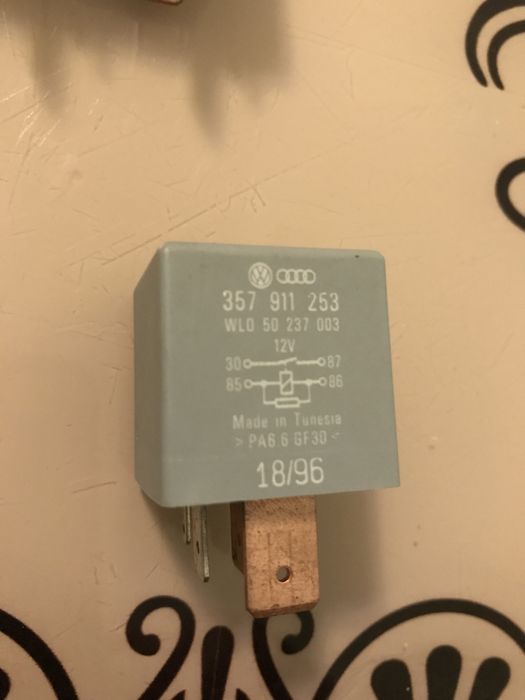 357 911 253
WLO 50 237 003
12V
30 87
85 86
Made in Tunesia
> PA6.6 GF30 <
18/96